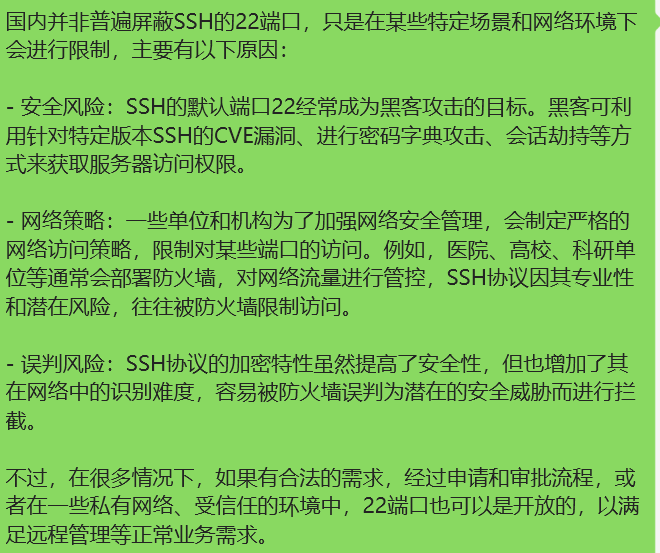 国内并非普遍屏蔽SSH的22端口，只是在某些特定场景和网络环境下
会进行限制，主要有以下原因：
- 安全风险：SSH的默认端口22经常成为黑客攻击的目标。黑客可利
用针对特定版本SSH的CVE漏洞、进行密码字典攻击、会话劫持等方
式来获取服务器访问权限。
- 网络策略：一些单位和机构为了加强网络安全管理，会制定严格的
网络访问策略，限制对某些端口的访问。例如，医院、高校、科研单
位等通常会部署防火墙，对网络流量进行管控，SSH协议因其专业性
和潜在风险，往往被防火墙限制访问。
- 误判风险：SSH协议的加密特性虽然提高了安全性，但也增加了其
在网络中的识别难度，容易被防火墙误判为潜在的安全威胁而进行拦
截。
不过，在很多情况下，如果有合法的需求，经过申请和审批流程，或
者在一些私有网络、受信任的环境中，22端口也可以是开放的，以满
足远程管理等正常业务需求。